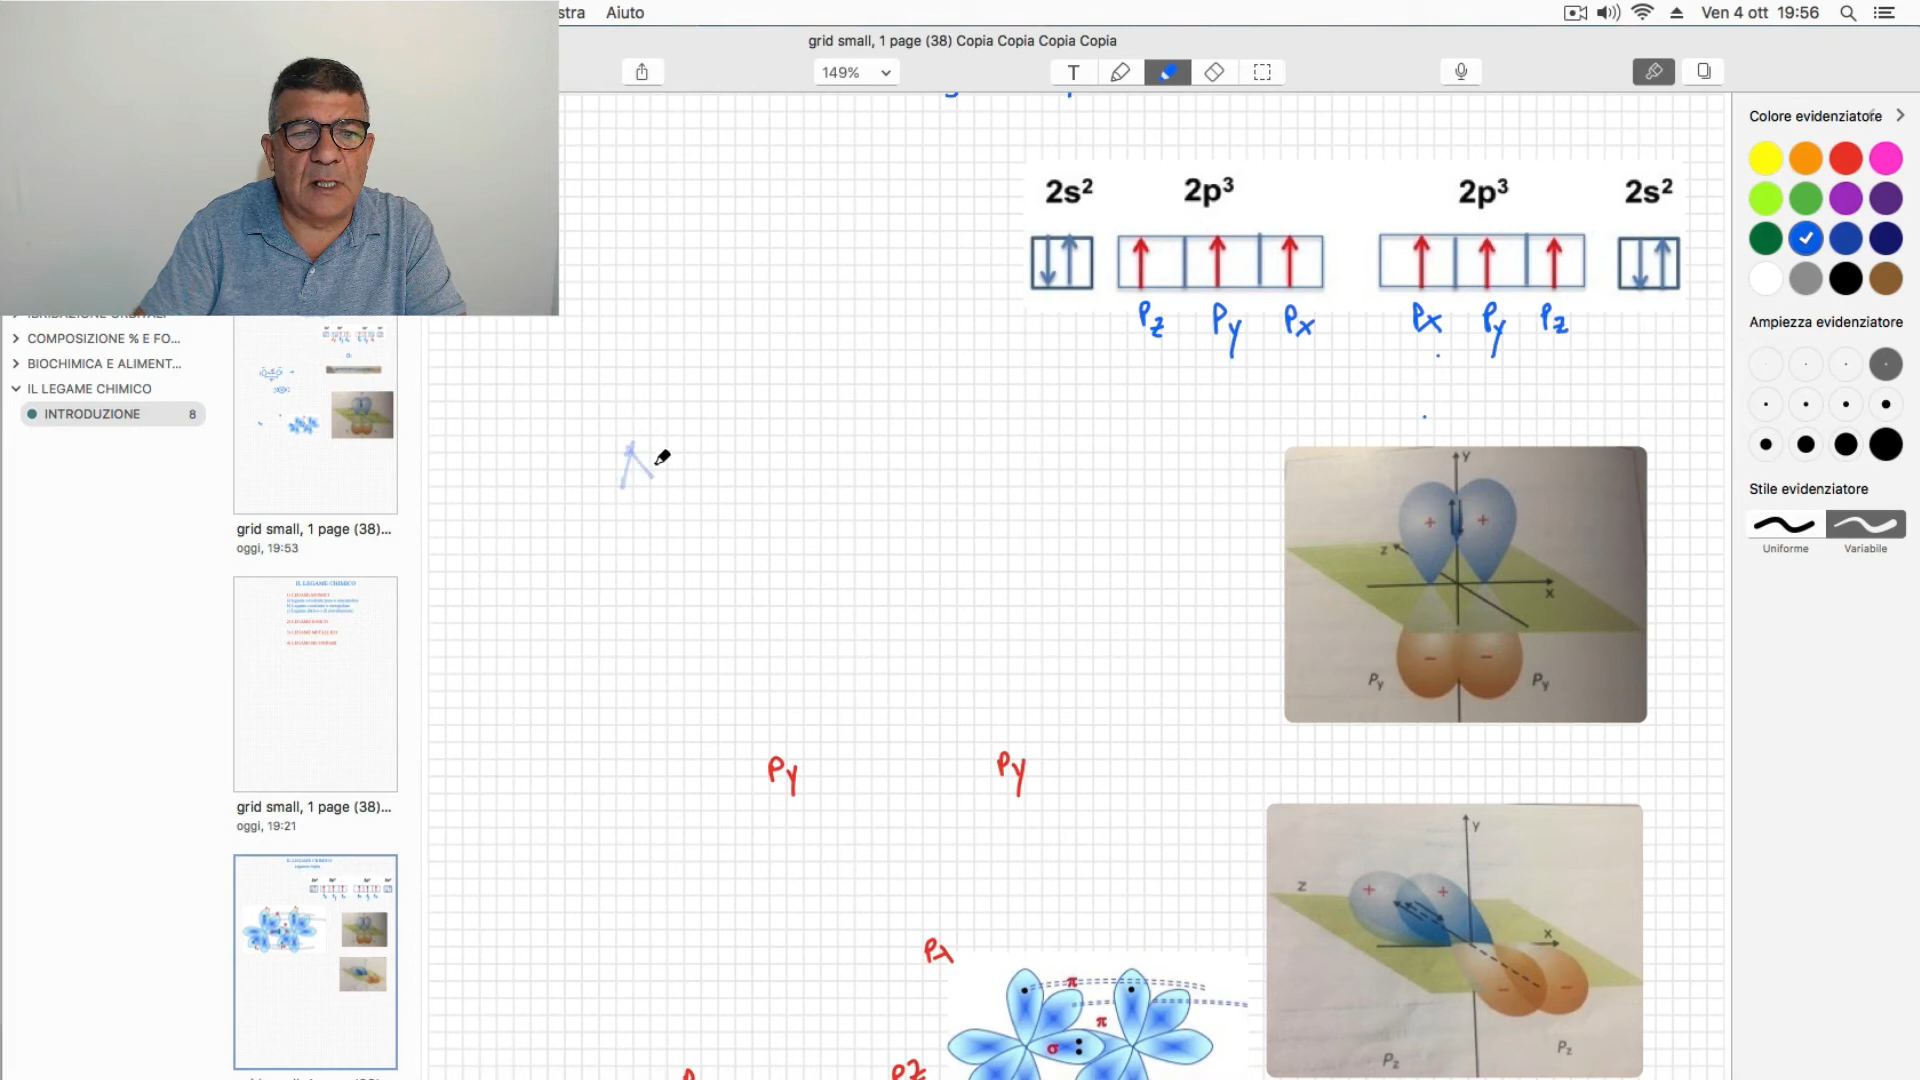 stra Aiuto
Ven 4 ott 19:56
grid small, 1 page (38) Copia Copia Copia Copia
149%
T
Colore evidenziatore
2s² 2p³ 2p³ 2s²
Pz Py Px Px Py Pz
Ampiezza evidenziatore
COMPOSIZIONE % E FO...
BIOCHIMICA E ALIMENT...
IL LEGAME CHIMICO
INTRODUZIONE 8
Stile evidenziatore
Uniforme Variabile
y
+ +
z
x
- -
Py Py
grid small, 1 page (38)...
oggi, 19:53
IL LEGAME CHIMICO
grid small, 1 page (38)...
oggi, 19:21
Py Py
y
z
+ +
x
- -
Pz Pz
Px
π
π
σ
PZ